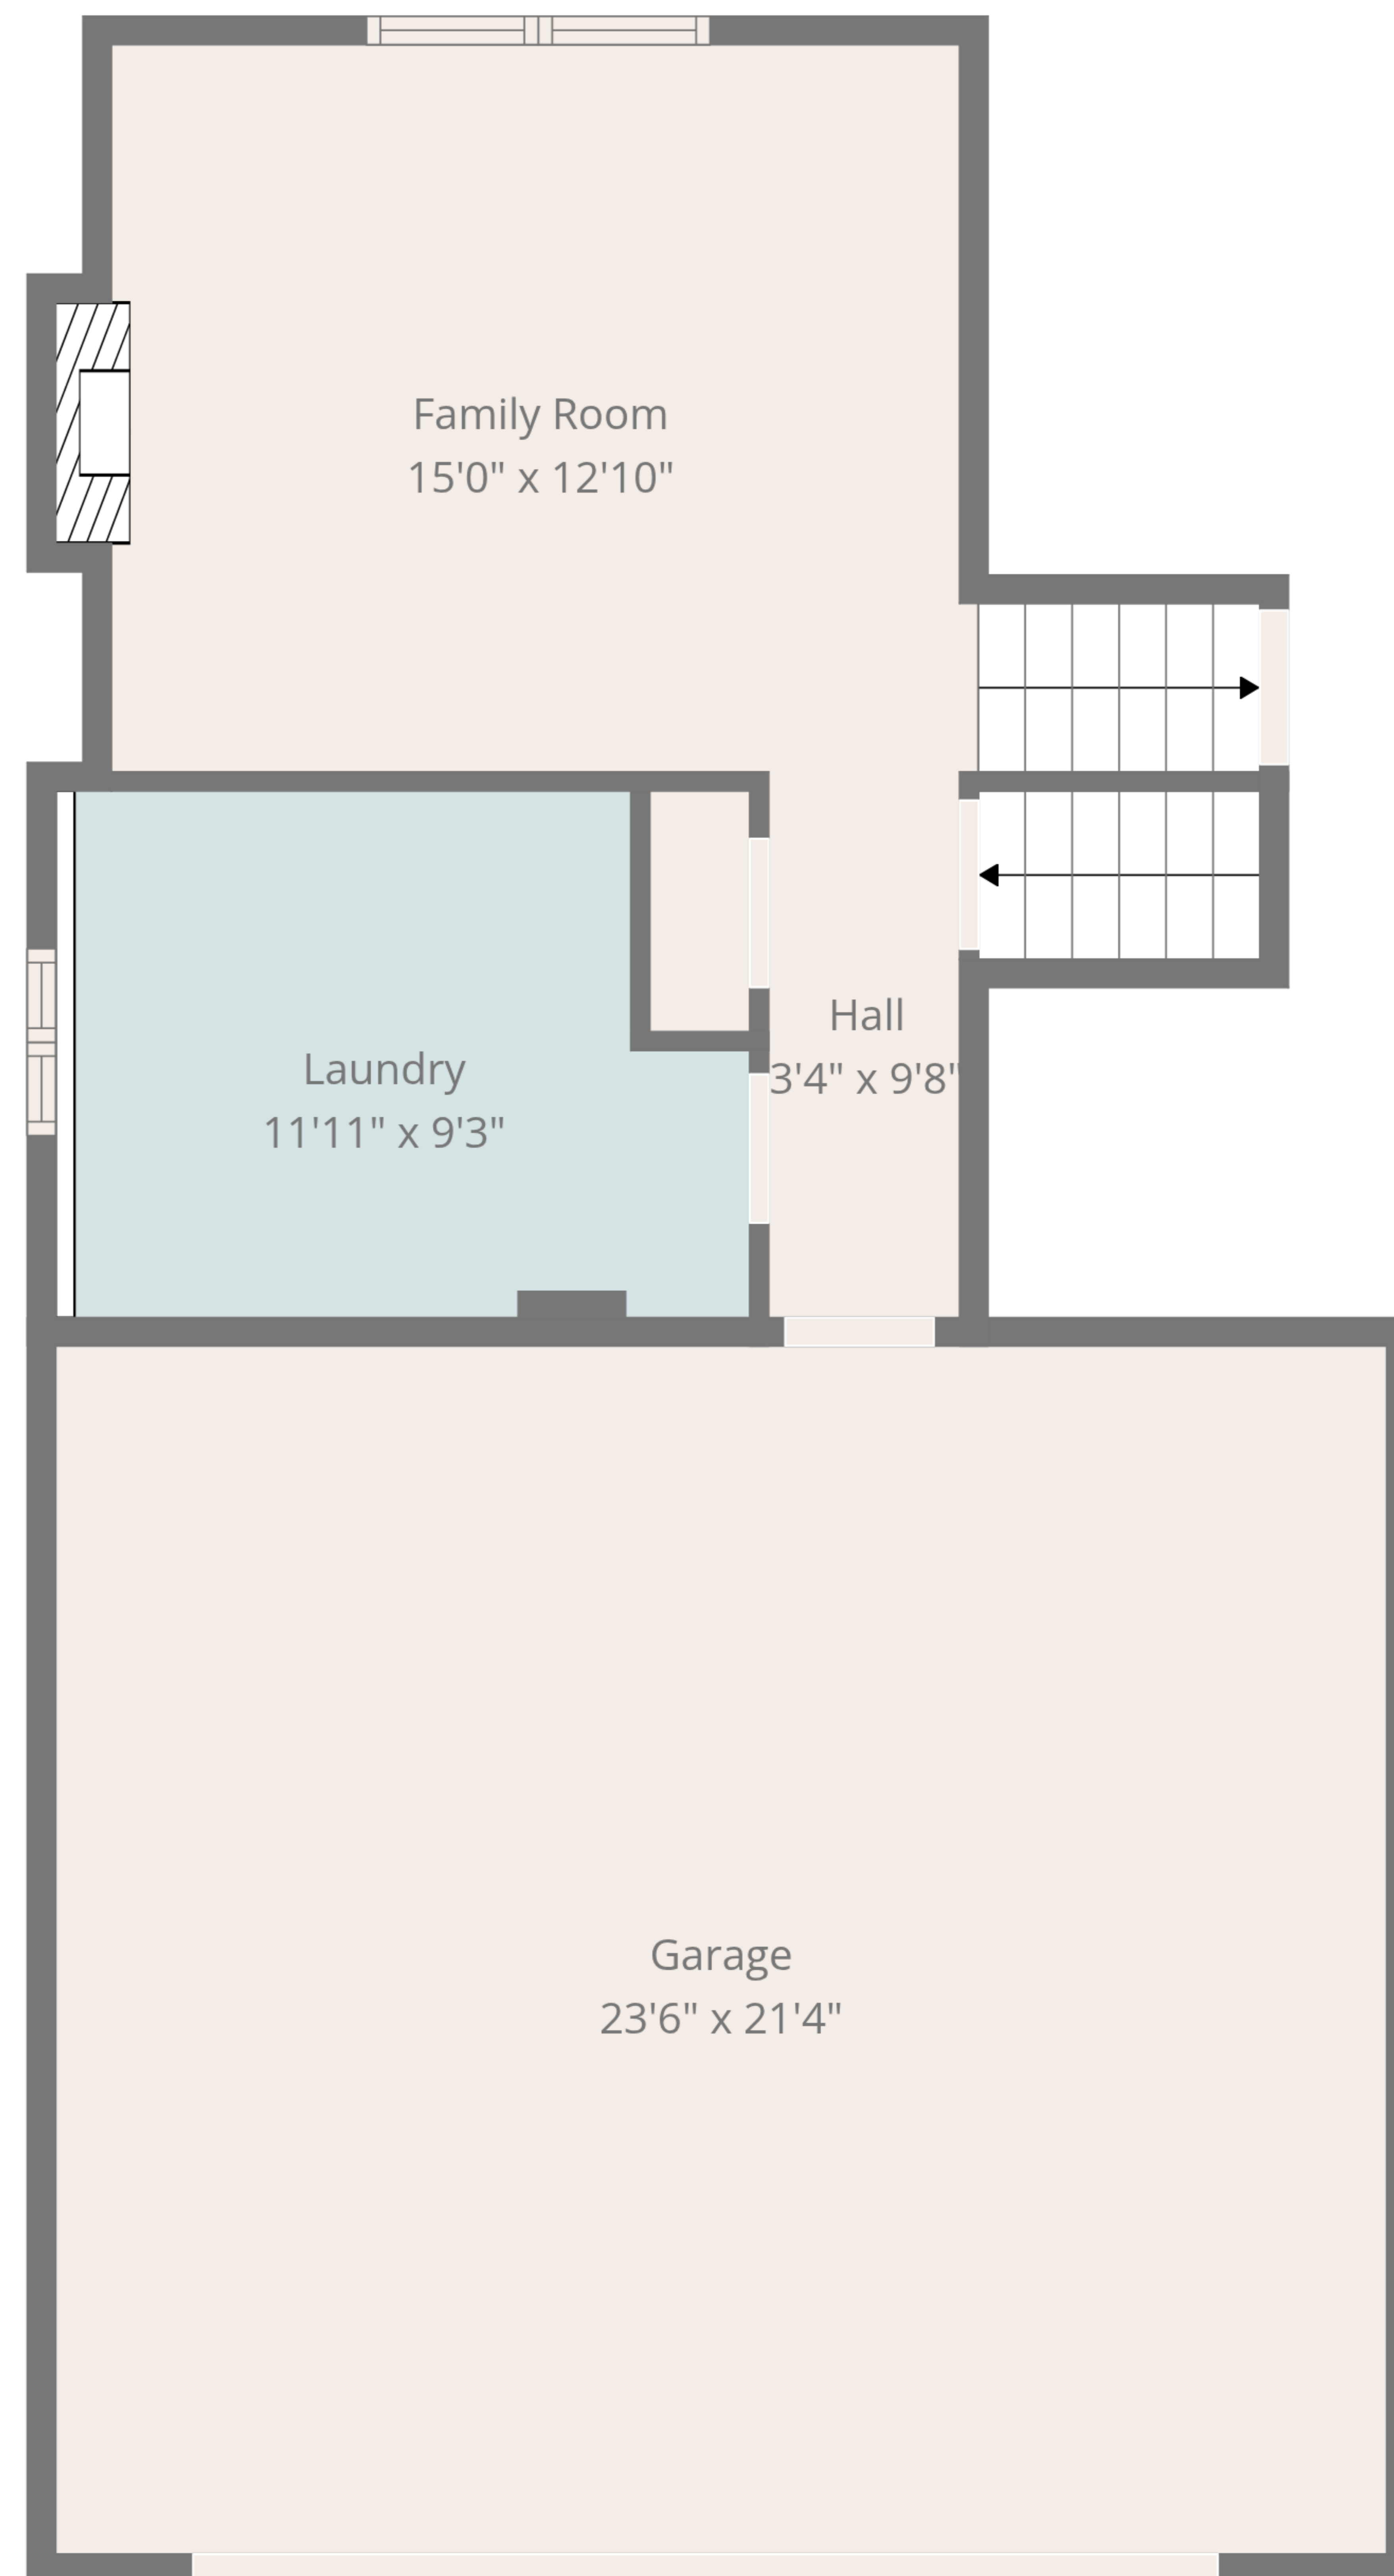 Family Room
15'0" x 12'10"
Hall
3'4" x 9'8"
Laundry
11'11" x 9'3"
Garage
23'6" x 21'4"